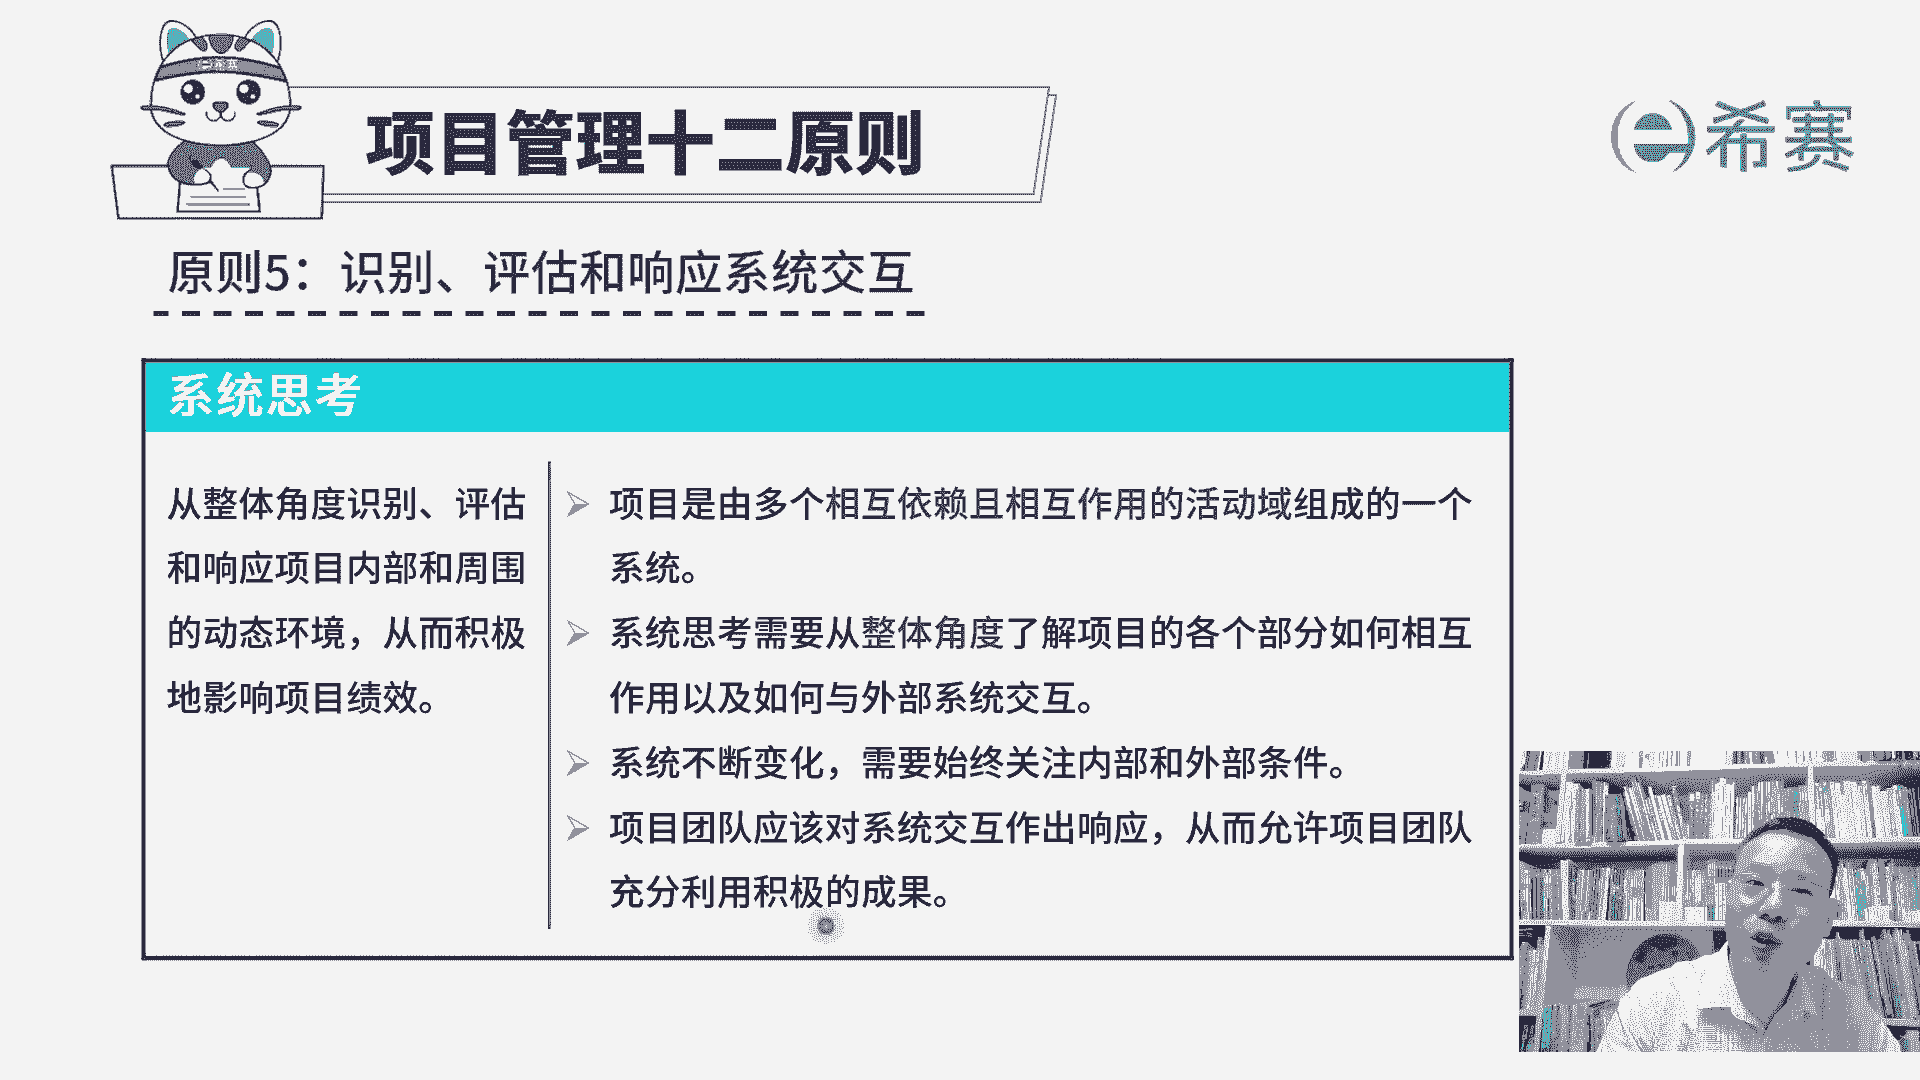 希赛
项目管理十二原则
希赛
原则5：识别、评估和响应系统交互
系统思考
从整体角度识别、评估
和响应项目内部和周围
的动态环境，从而积极
地影响项目绩效。
项目是由多个相互依赖且相互作用的活动域组成的一个
系统。
系统思考需要从整体角度了解项目的各个部分如何相互
作用以及如何与外部系统交互。
系统不断变化，需要始终关注内部和外部条件。
项目团队应该对系统交互作出响应，从而允许项目团队
充分利用积极的成果。